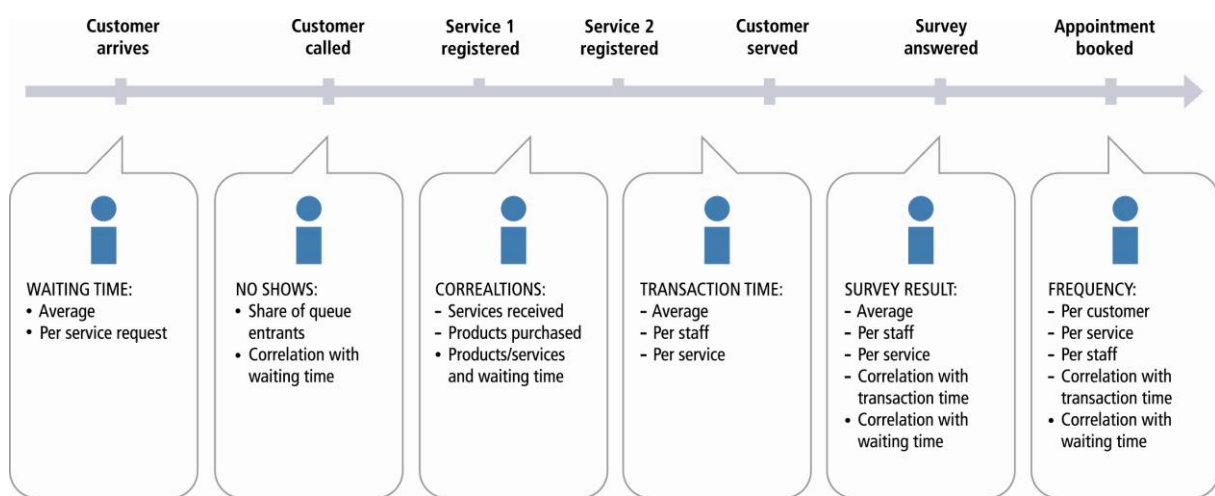 Customer arrives
Customer called
Service 1 registered
Service 2 registered
Customer served
Survey answered
Appointment booked
WAITING TIME:
• Average
• Per service request
NO SHOWS:
• Share of queue
entrants
• Correlation with
waiting time
CORREALTIONS:
– Services received
– Products purchased
• Products/services
and waiting time
TRANSACTION TIME:
– Average
– Per staff
– Per service
SURVEY RESULT:
– Average
– Per staff
– Per service
– Correlation with
transaction time
• Correlation with
waiting time
FREQUENCY:
– Per customer
– Per service
– Per staff
– Correlation with
transaction time
• Correlation with
waiting time